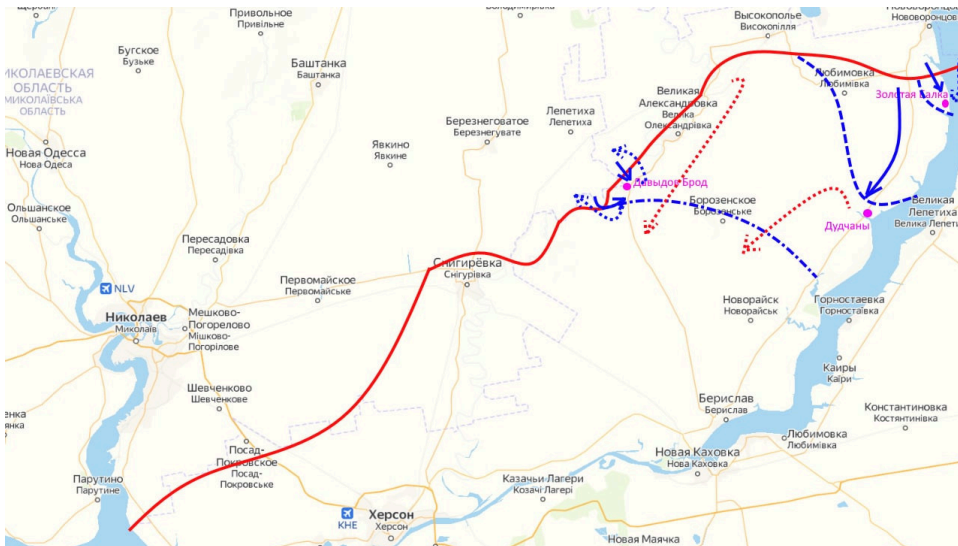 Привольное
Привільне
Володимирівка
Высокополье
Високопілля
Нововоронцовка
Бугское
Бузьке
Баштанка
Баштанка
НИКОЛАЕВСКАЯ
ОБЛАСТЬ
МИКОЛАЇВСЬКА
ОБЛАСТЬ
Любимовка
Любимівка
Золотая Балка
Великая
Александровка
Велика
Олександрівка
Лепетиха
Лепетиха
Березнеговатое
Березнегувате
Явкино
Явкине
Новая Одесса
Нова Одеса
Давыдов Брод
Борозенское
Борозенське
Великая
Лепетиха
Велика Лепети
Дудчаны
Ольшанское
Ольшанське
Пересадовка
Пересадівка
Снигирёвка
Снігурівка
Первомайское
Первомайське
NLV
Николаев
Миколаїв
Мешково-
Погорелово
Мішково-
Погорілове
Новорайск
Новорайськ
Горностаевка
Горностаївка
Каиры
Каїри
Шевченково
Шевченкове
Берислав
Берислав
Константиновка
Костянтинівка
Любимовка
Любимівка
Посад-
Покровское
Посад-
Покровське
Новая Каховка
Нова Каховка
Парутино
Парутине
Казачьи Лагери
Козачі Лагері
KHE
Херсон
Херсон
Новая Маячка